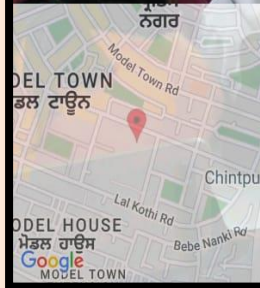 ਨਗਰ
Model Town Rd
DEL TOWN
ਡਲ ਟਾਊਨ
Chintpu
Lal Kothi Rd
ODEL HOUSE
ਮੋਡਲ ਹਾਊਸ
Bebe Nanki Rd
Google
MODEL TOWN